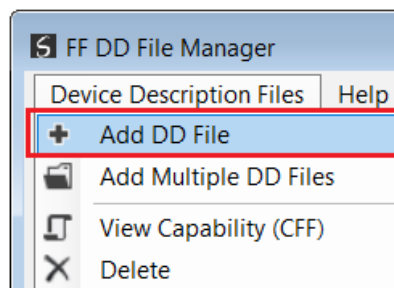 FF DD File Manager
Device Description Files Help
Add DD File
Add Multiple DD Files
View Capability (CFF)
Delete